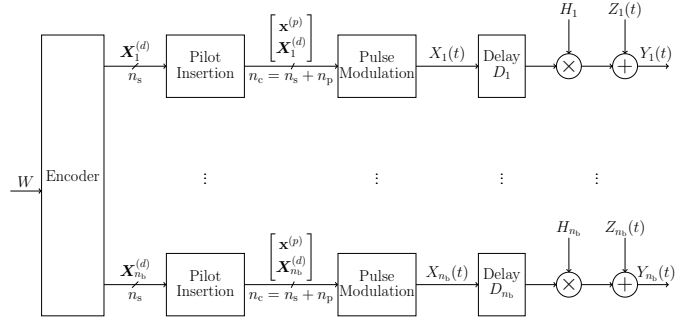 W
Encoder
X_1^{(d)}
n_s
Pilot
Insertion
[x^{(p)}
X_1^{(d)}]
n_c = n_s + n_p
Pulse
Modulation
X_1(t)
Delay
D_1
H_1
×
Z_1(t)
+
Y_1(t)
⋮ ⋮ ⋮ ⋮
X_{n_b}^{(d)}
n_s
Pilot
Insertion
[x^{(p)}
X_{n_b}^{(d)}]
n_c = n_s + n_p
Pulse
Modulation
X_{n_b}(t)
Delay
D_{n_b}
H_{n_b}
×
Z_{n_b}(t)
+
Y_{n_b}(t)